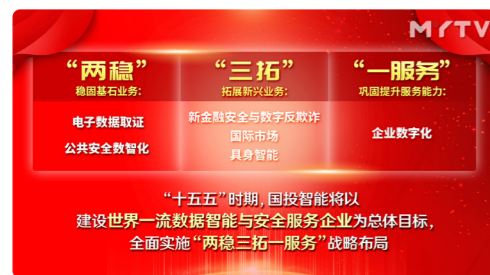 MYTV
“两稳”
稳固基石业务：
电子数据取证
公共安全数智化
“三拓”
拓展新兴业务：
新金融安全与数字反欺诈
国际市场
具身智能
“一服务”
巩固提升服务能力：
企业数字化
“十五五”时期，国投智能将以
建设世界一流数据智能与安全服务企业为总体目标，
全面实施“两稳三拓一服务”战略布局